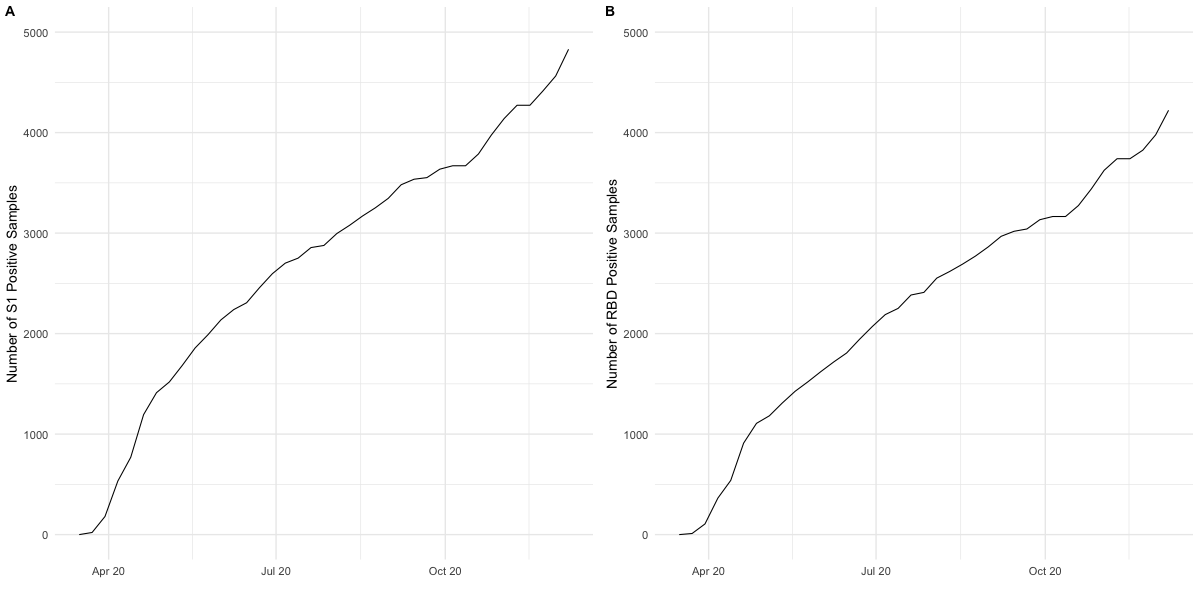 A
Number of S1 Positive Samples
5000
4000
3000
2000
1000
0
Apr 20
Jul 20
Oct 20
B
Number of RBD Positive Samples
5000
4000
3000
2000
1000
0
Apr 20
Jul 20
Oct 20